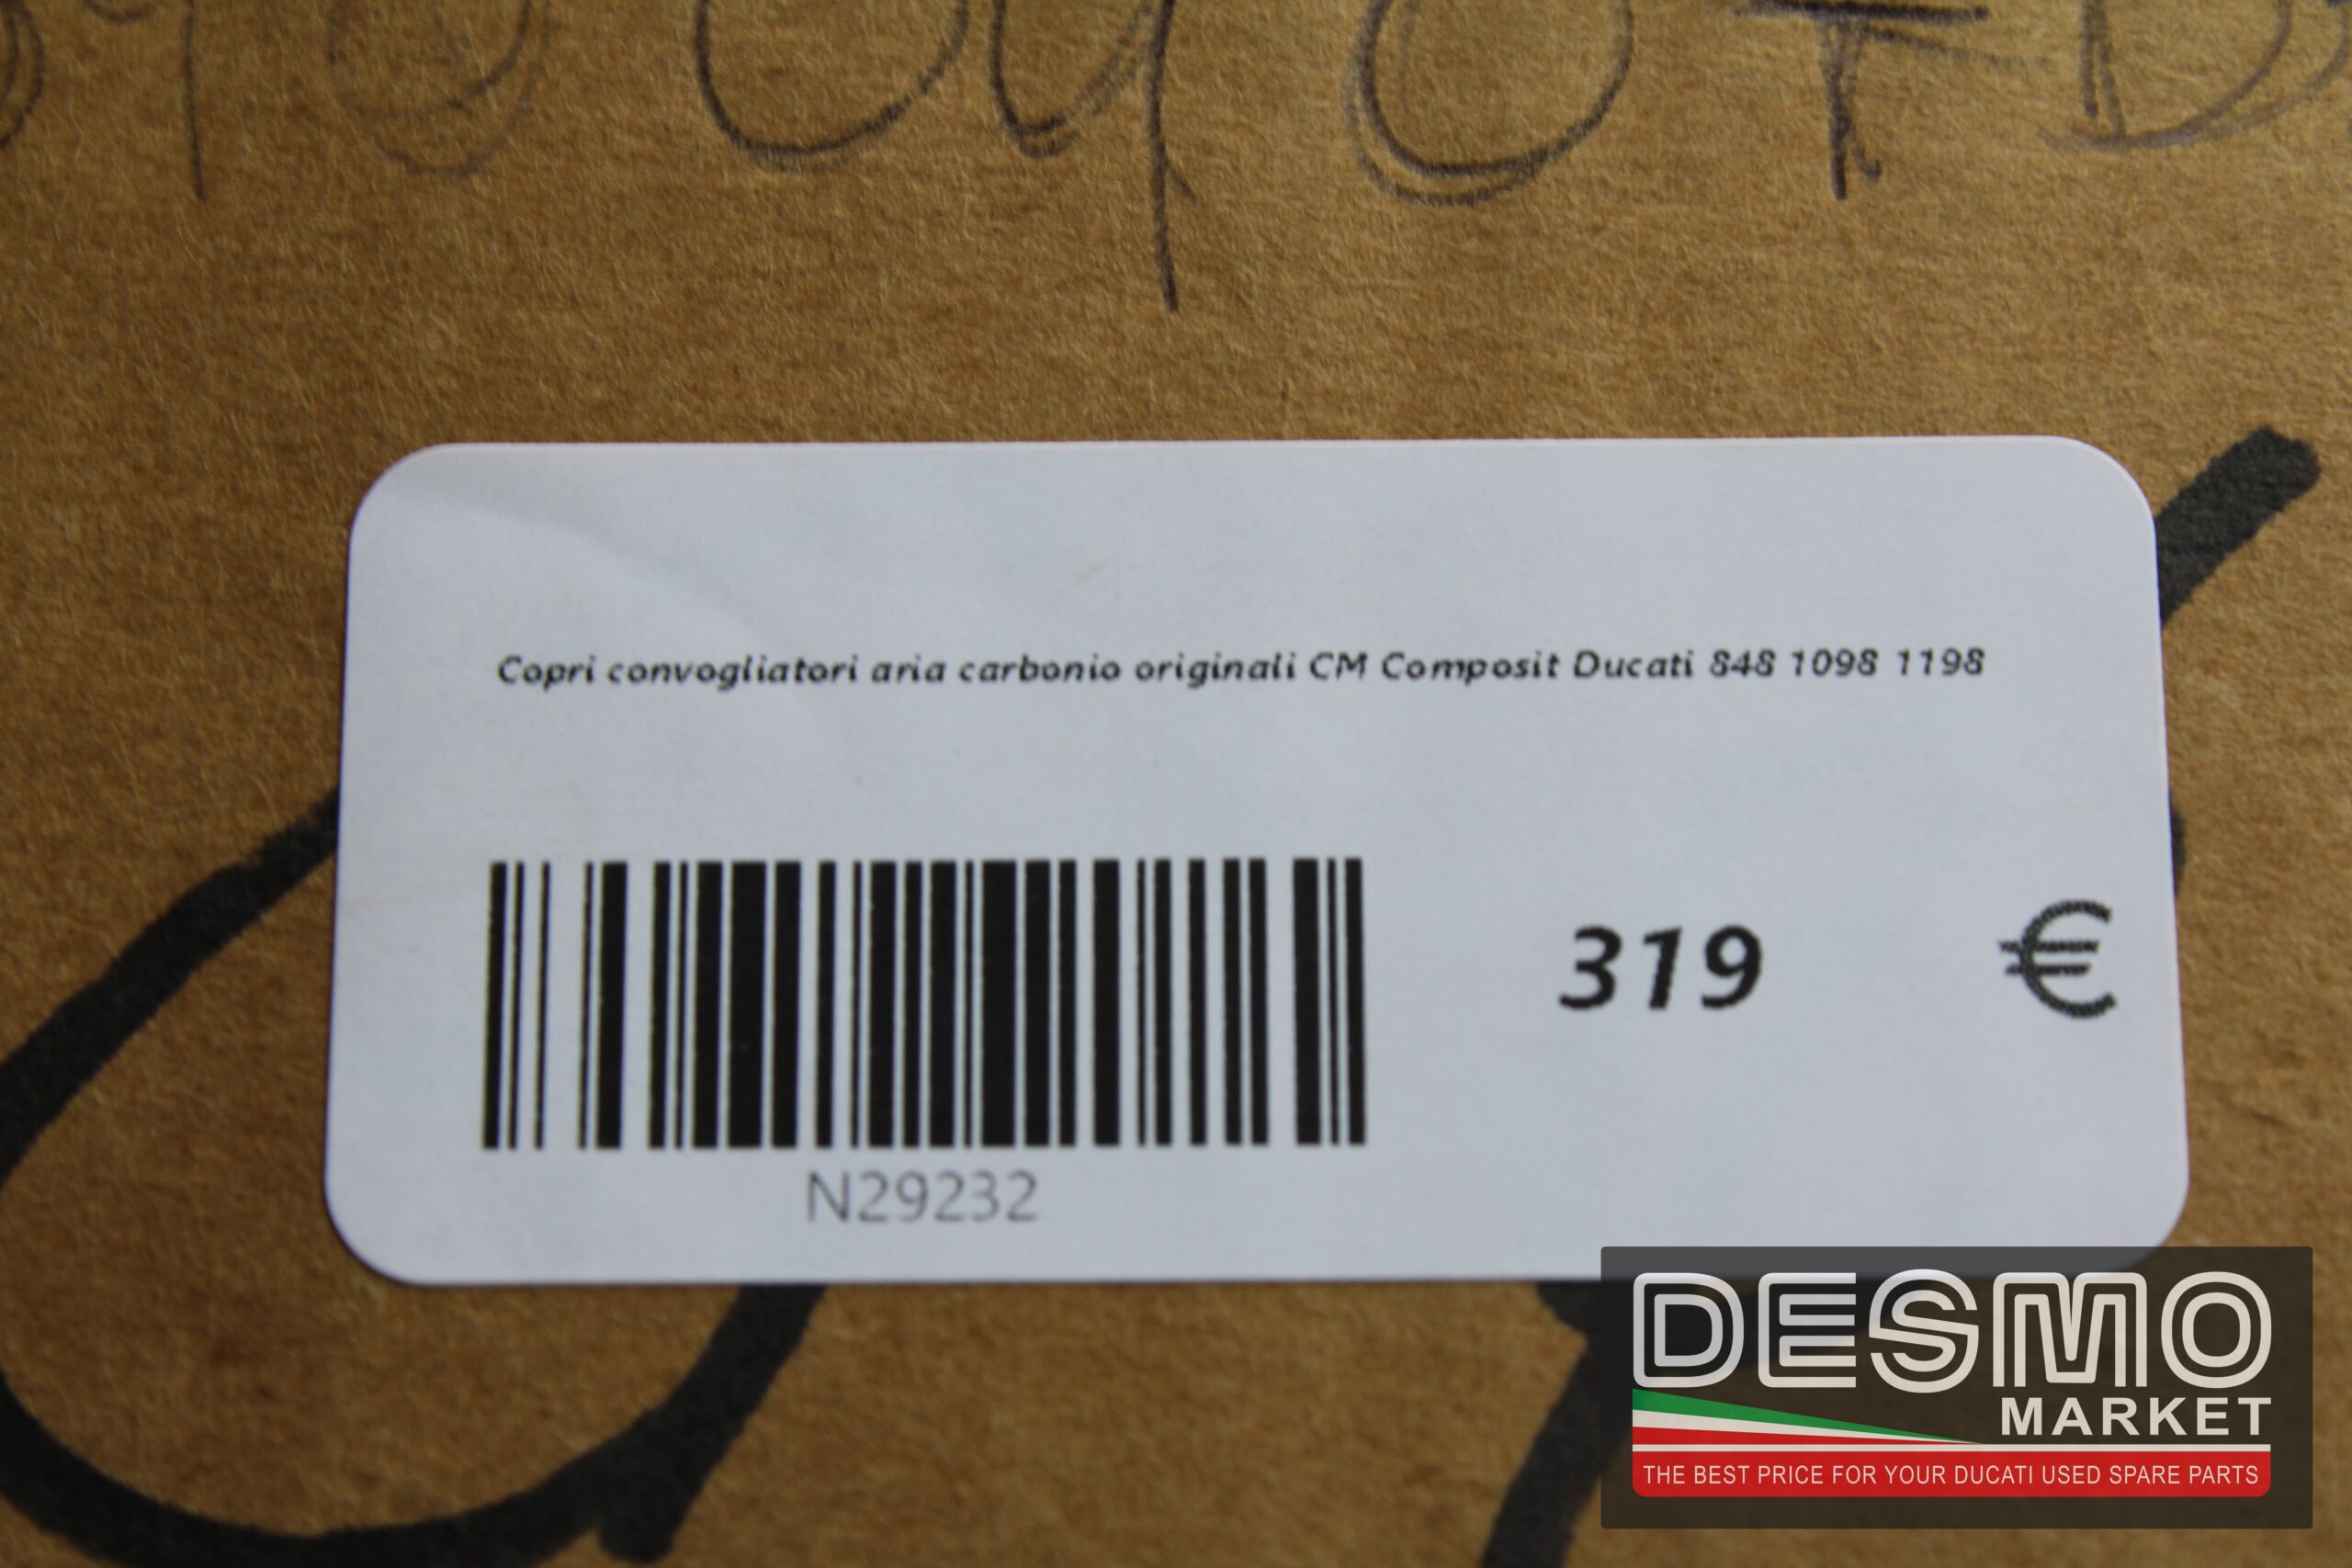 Copri convogliatori aria carbonio originali CM Composit Ducati 848 1098 1198
319 €
N29232
DESMO
MARKET
THE BEST PRICE FOR YOUR DUCATI USED SPARE PARTS